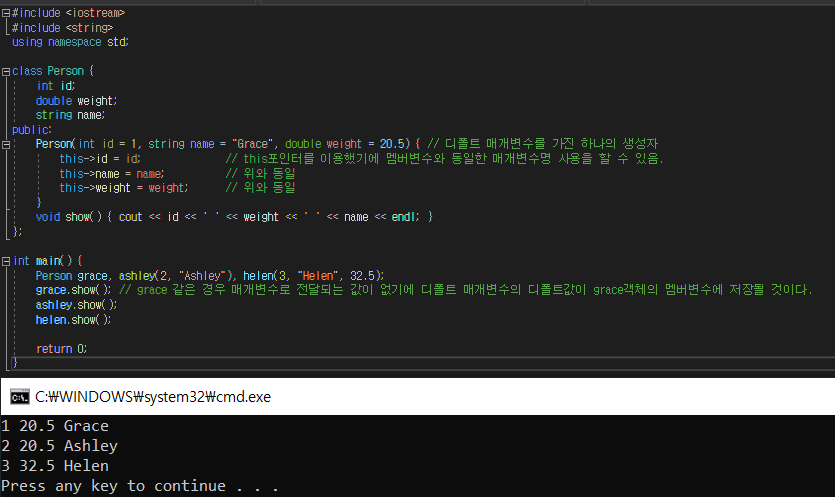 #include <iostream>
#include <string>
using namespace std;
class Person {
int id;
double weight;
string name;
public:
Person(int id = 1, string name = "Grace", double weight = 20.5) { // 디폴트 매개변수를 가진 하나의 생성자
this->id = id; // this포인터를 이용했기에 멤버변수와 동일한 매개변수명 사용을 할 수 있음.
this->name = name; // 위와 동일
this->weight = weight; // 위와 동일
}
void show() { cout << id << ' ' << weight << ' ' << name << endl; }
};
int main() {
Person grace, ashley(2, "Ashley"), helen(3, "Helen", 32.5);
grace.show(); // grace 같은 경우 매개변수로 전달되는 값이 없기에 디폴트 매개변수의 디폴트값이 grace객체의 멤버변수에 저장될 것이다.
ashley.show();
helen.show();
return 0;
}
C:₩WINDOWS₩system32₩cmd.exe
1 20.5 Grace
2 20.5 Ashley
3 32.5 Helen
Press any key to continue . . .